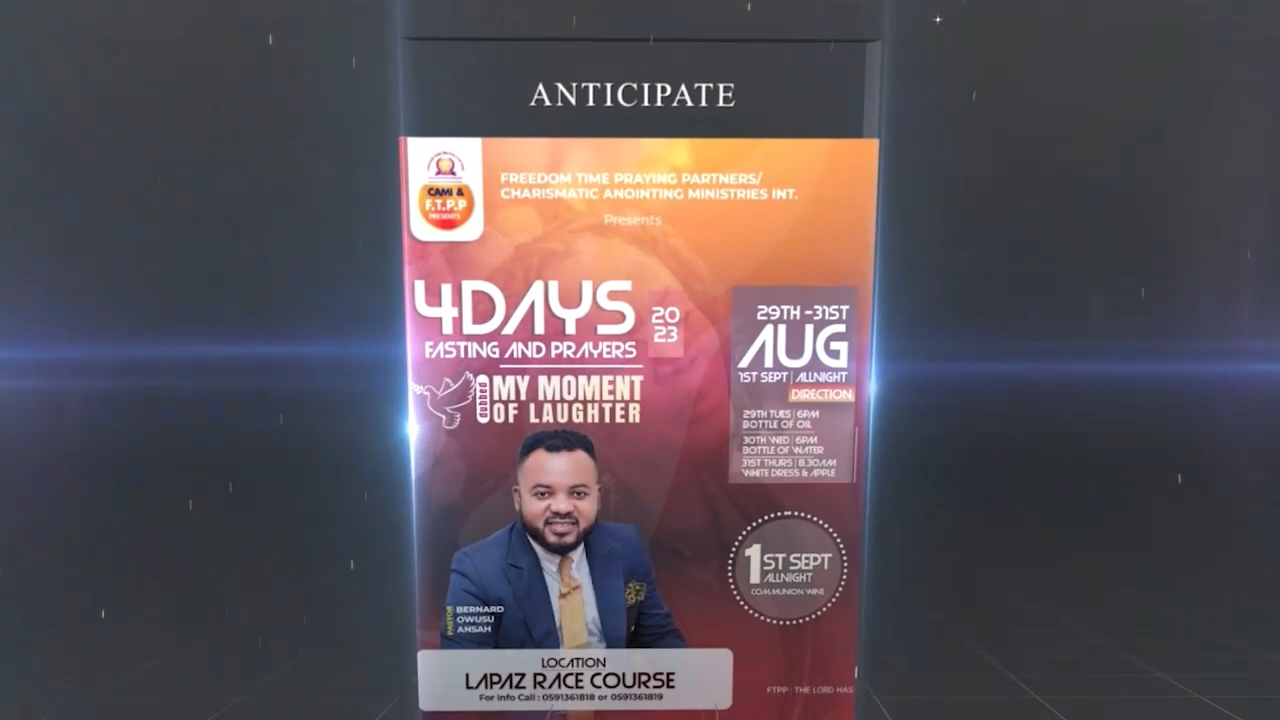 ANTICIPATE
CAMI &
F.T.P.P
PRESENTS
FREEDOM TIME PRAYING PARTNERS/
CHARISMATIC ANOINTING MINISTRIES INT.
Presents
4DAYS
FASTING AND PRAYERS
20
23
dubbed
MY MOMENT
OF LAUGHTER
29TH -31ST
AUG
1ST SEPT | ALLNIGHT
DIRECTION
29TH TUES | 6PM
BOTTLE OF OIL
30TH WED | 6PM
BOTTLE OF WATER
31ST THURS | 8.30AM
WHITE DRESS & APPLE
1ST SEPT
ALLNIGHT
COMMUNION WINE
PASTOR
BERNARD
OWUSU
ANSAH
LOCATION
LAPAZ RACE COURSE
For Info Call : 0591361818 or 0591361819
FTPP : THE LORD HAS